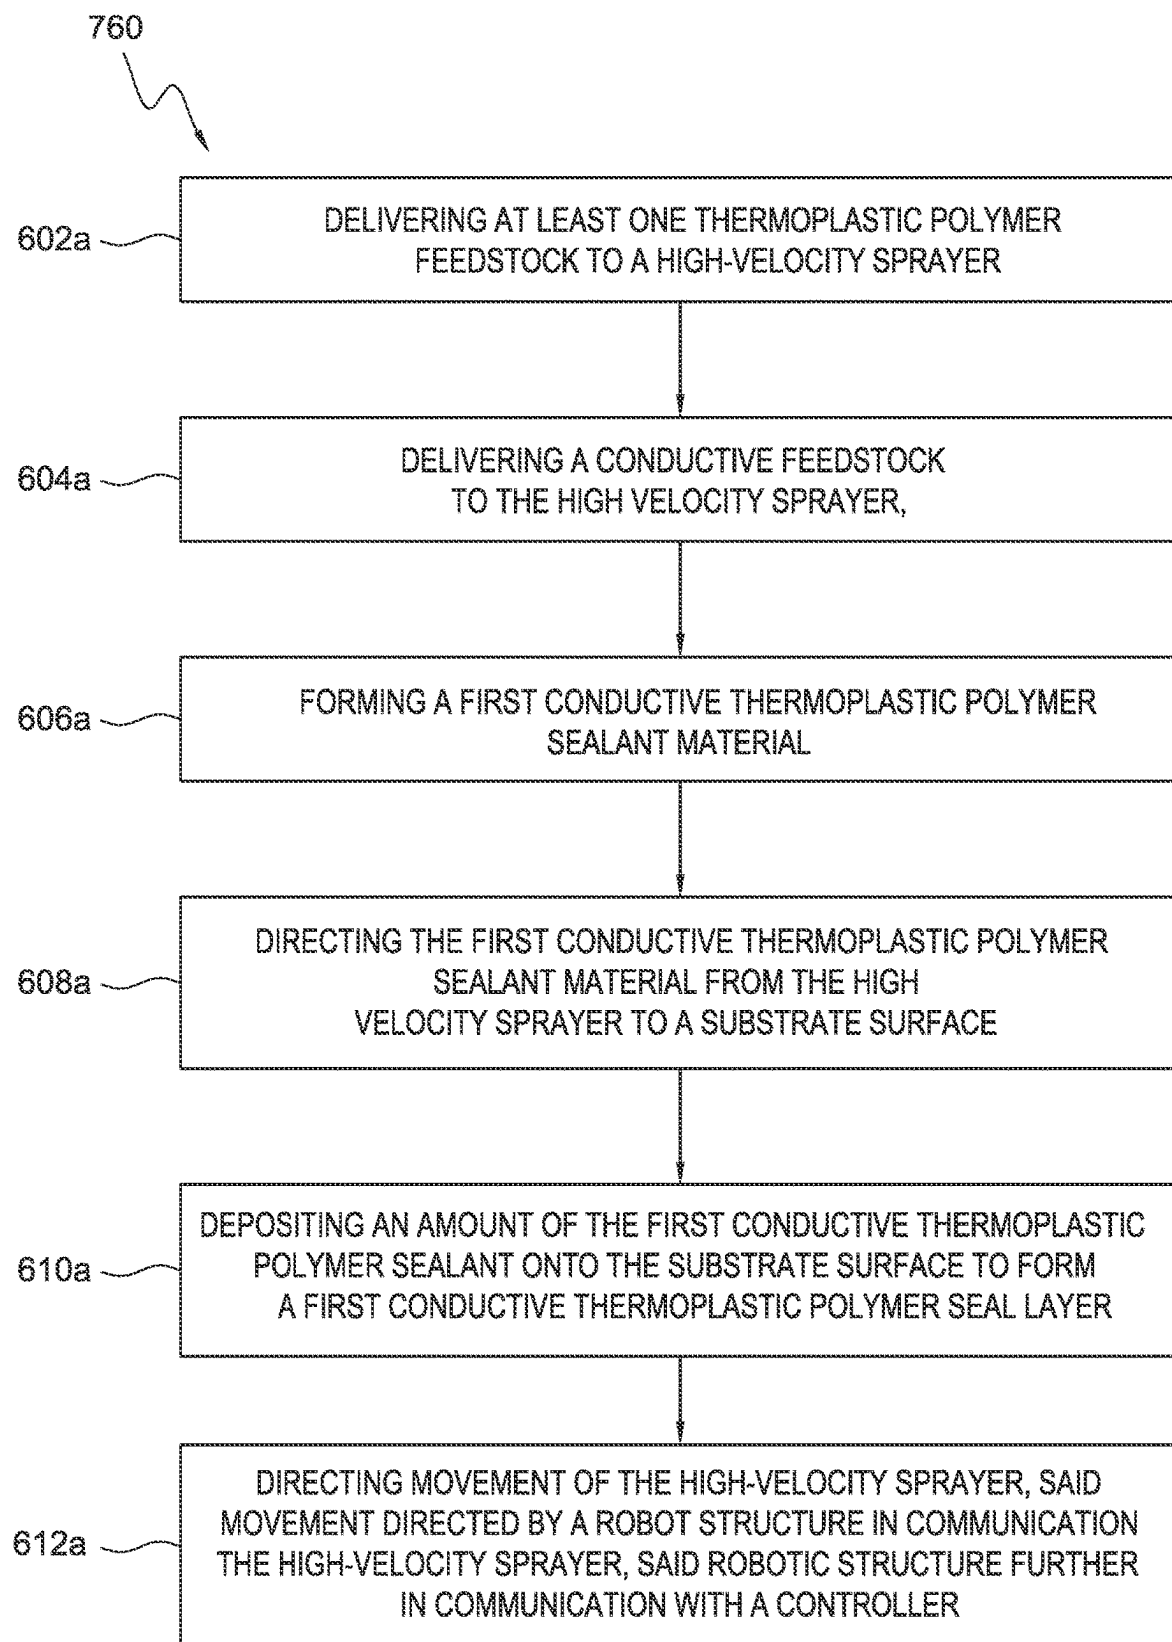 760
602a
DELIVERING AT LEAST ONE THERMOPLASTIC POLYMER
FEEDSTOCK TO A HIGH-VELOCITY SPRAYER
604a
DELIVERING A CONDUCTIVE FEEDSTOCK
TO THE HIGH VELOCITY SPRAYER,
606a
FORMING A FIRST CONDUCTIVE THERMOPLASTIC POLYMER
SEALANT MATERIAL
608a
DIRECTING THE FIRST CONDUCTIVE THERMOPLASTIC POLYMER
SEALANT MATERIAL FROM THE HIGH
VELOCITY SPRAYER TO A SUBSTRATE SURFACE
610a
DEPOSITING AN AMOUNT OF THE FIRST CONDUCTIVE THERMOPLASTIC
POLYMER SEALANT ONTO THE SUBSTRATE SURFACE TO FORM
A FIRST CONDUCTIVE THERMOPLASTIC POLYMER SEAL LAYER
612a
DIRECTING MOVEMENT OF THE HIGH-VELOCITY SPRAYER, SAID
MOVEMENT DIRECTED BY A ROBOT STRUCTURE IN COMMUNICATION
THE HIGH-VELOCITY SPRAYER, SAID ROBOTIC STRUCTURE FURTHER
IN COMMUNICATION WITH A CONTROLLER